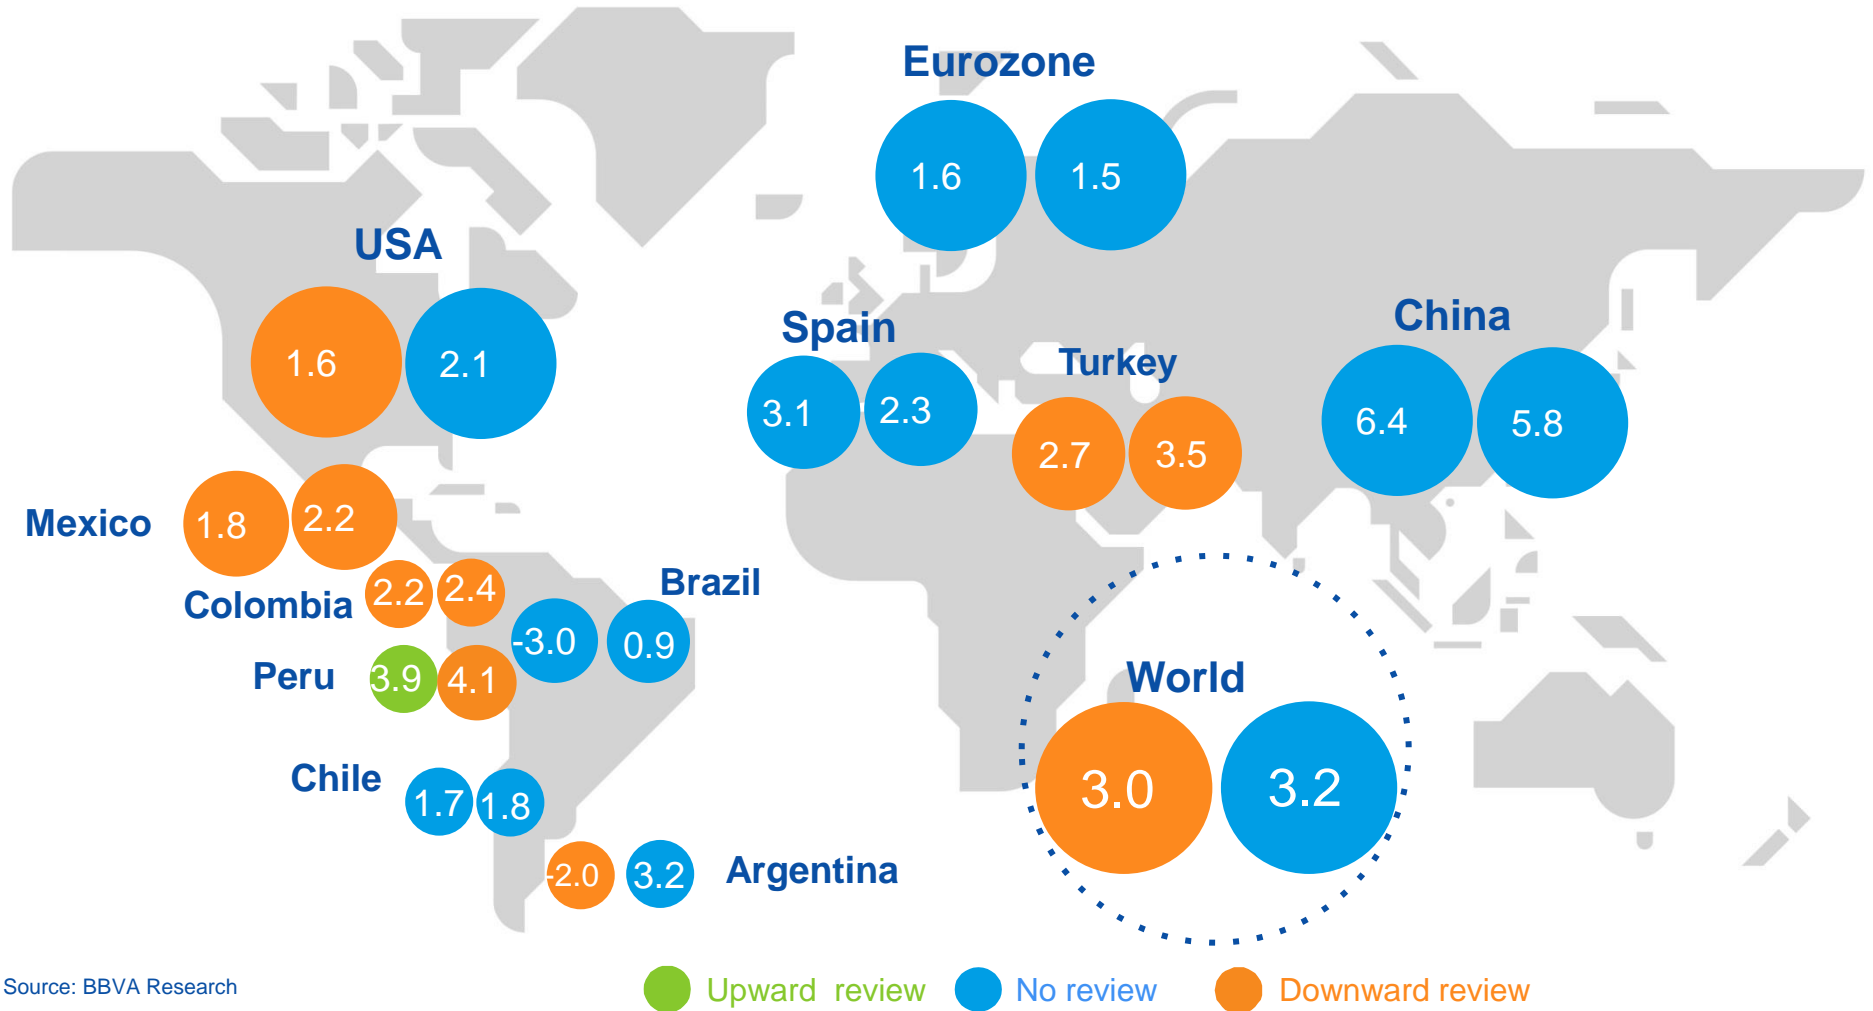 Eurozone
1.6 1.5
USA
1.6 2.1
Spain
3.1 2.3
Turkey
2.7 3.5
China
6.4 5.8
Mexico
1.8 2.2
Colombia
2.2 2.4
Brazil
-3.0 0.9
Peru
3.9 4.1
World
3.0 3.2
Chile
1.7 1.8
-2.0 3.2 Argentina
Source: BBVA Research
Upward review No review Downward review